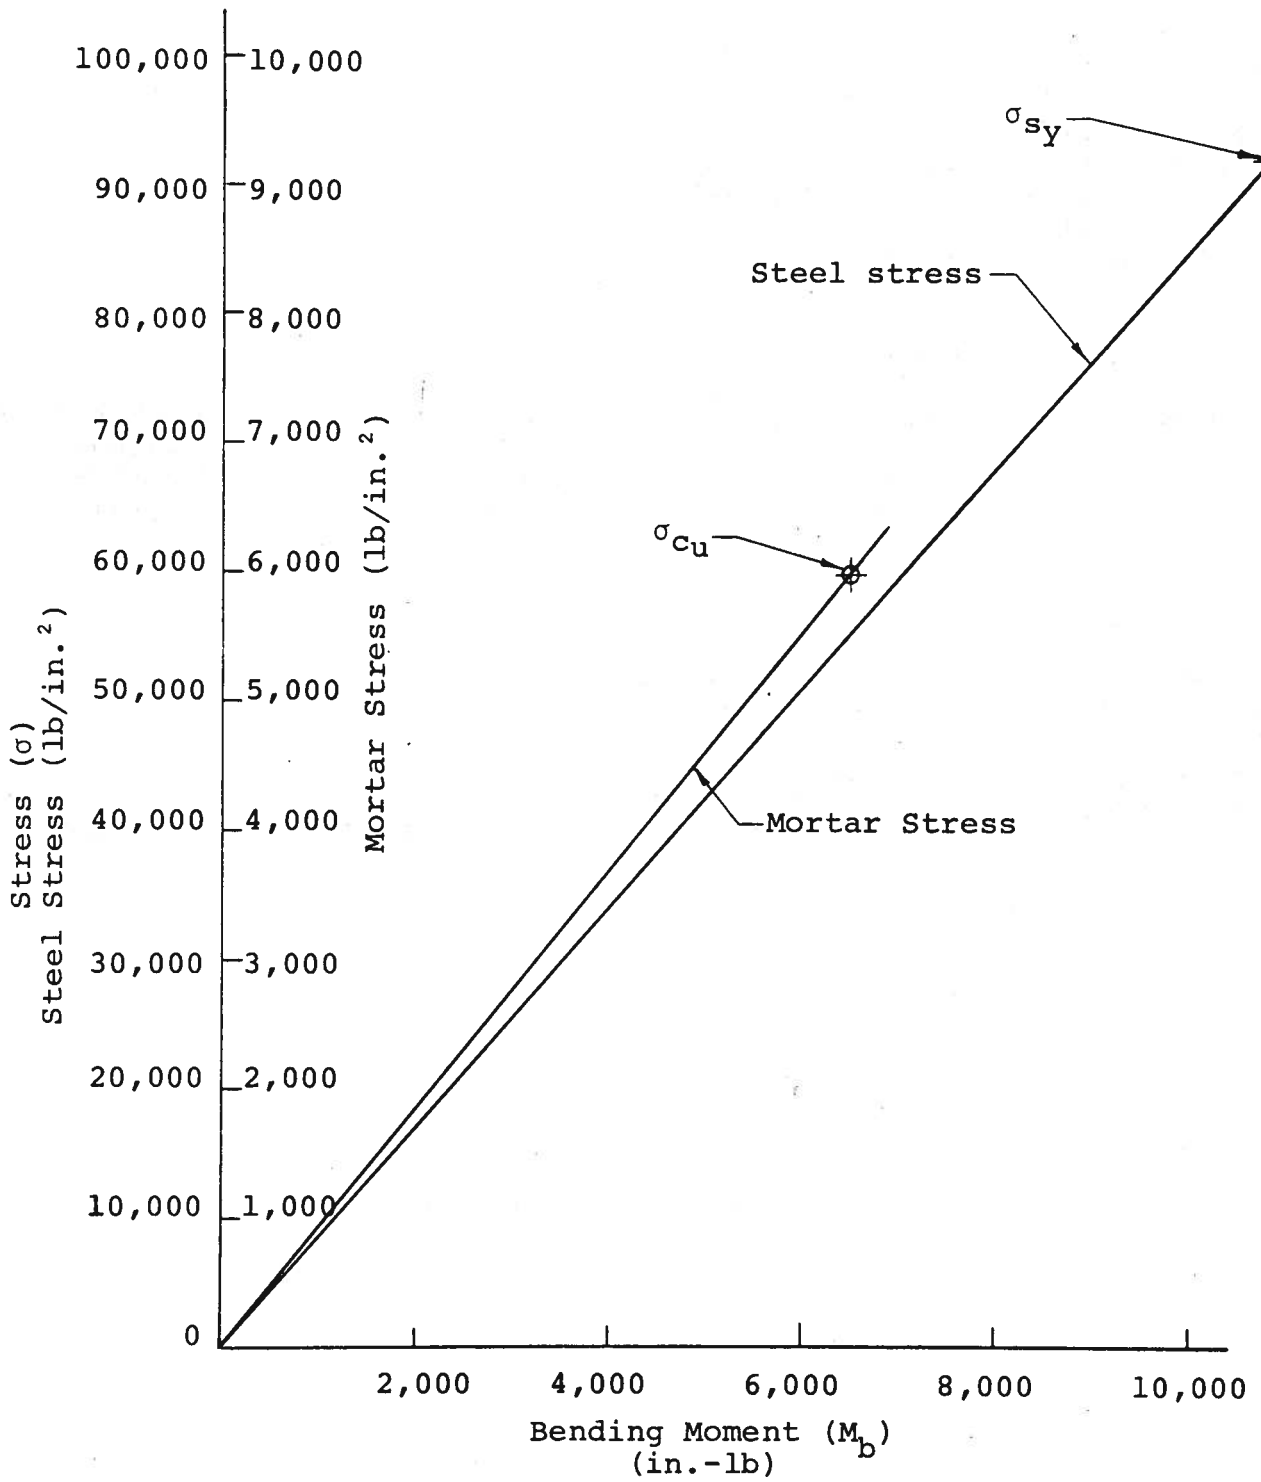 100,000 10,000
σsy
90,000 9,000
Steel stress
80,000 8,000
70,000 7,000
σcu
60,000 6,000
50,000 5,000
Mortar Stress (lb/in.²)
Stress (σ)
Steel Stress (lb/in.²)
40,000 4,000
Mortar Stress
30,000 3,000
20,000 2,000
10,000 1,000
0
2,000 4,000 6,000 8,000 10,000
Bending Moment (Mb)
(in.-lb)